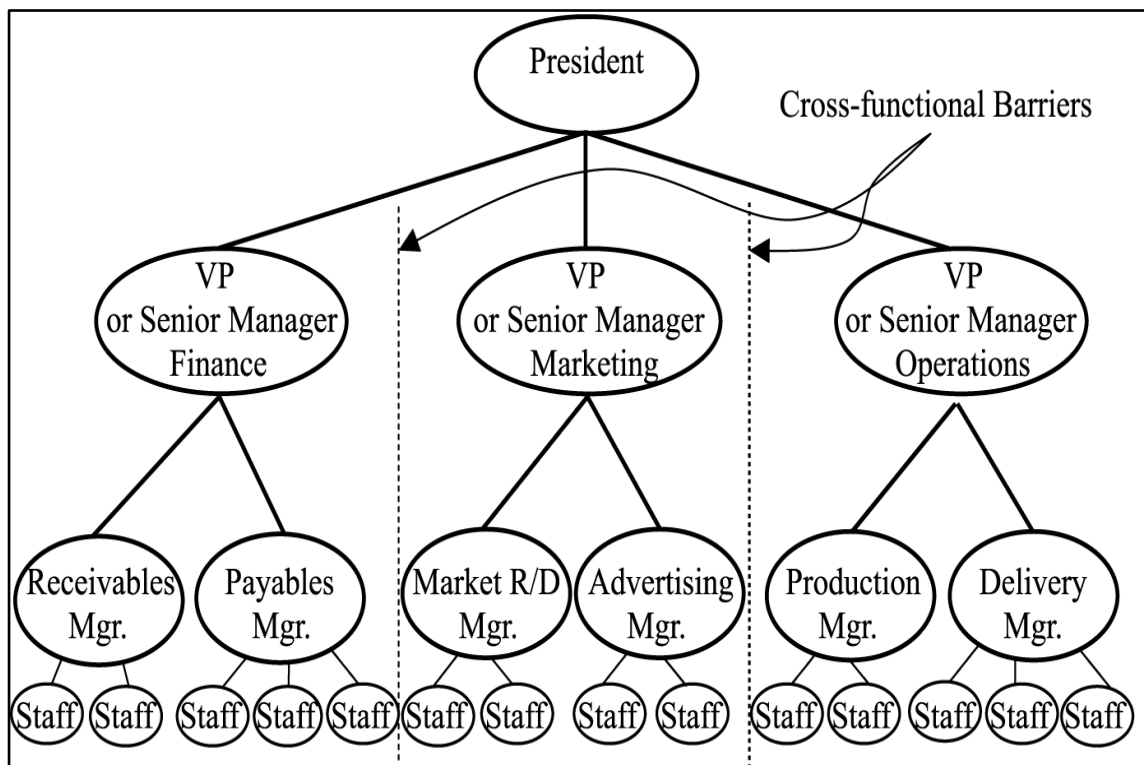 President
Cross-functional Barriers
VP
or Senior Manager
Finance
VP
or Senior Manager
Marketing
VP
or Senior Manager
Operations
Receivables
Mgr.
Payables
Mgr.
Market R/D
Mgr.
Advertising
Mgr.
Production
Mgr.
Delivery
Mgr.
Staff
Staff
Staff
Staff
Staff
Staff
Staff
Staff
Staff
Staff
Staff
Staff
Staff
Staff